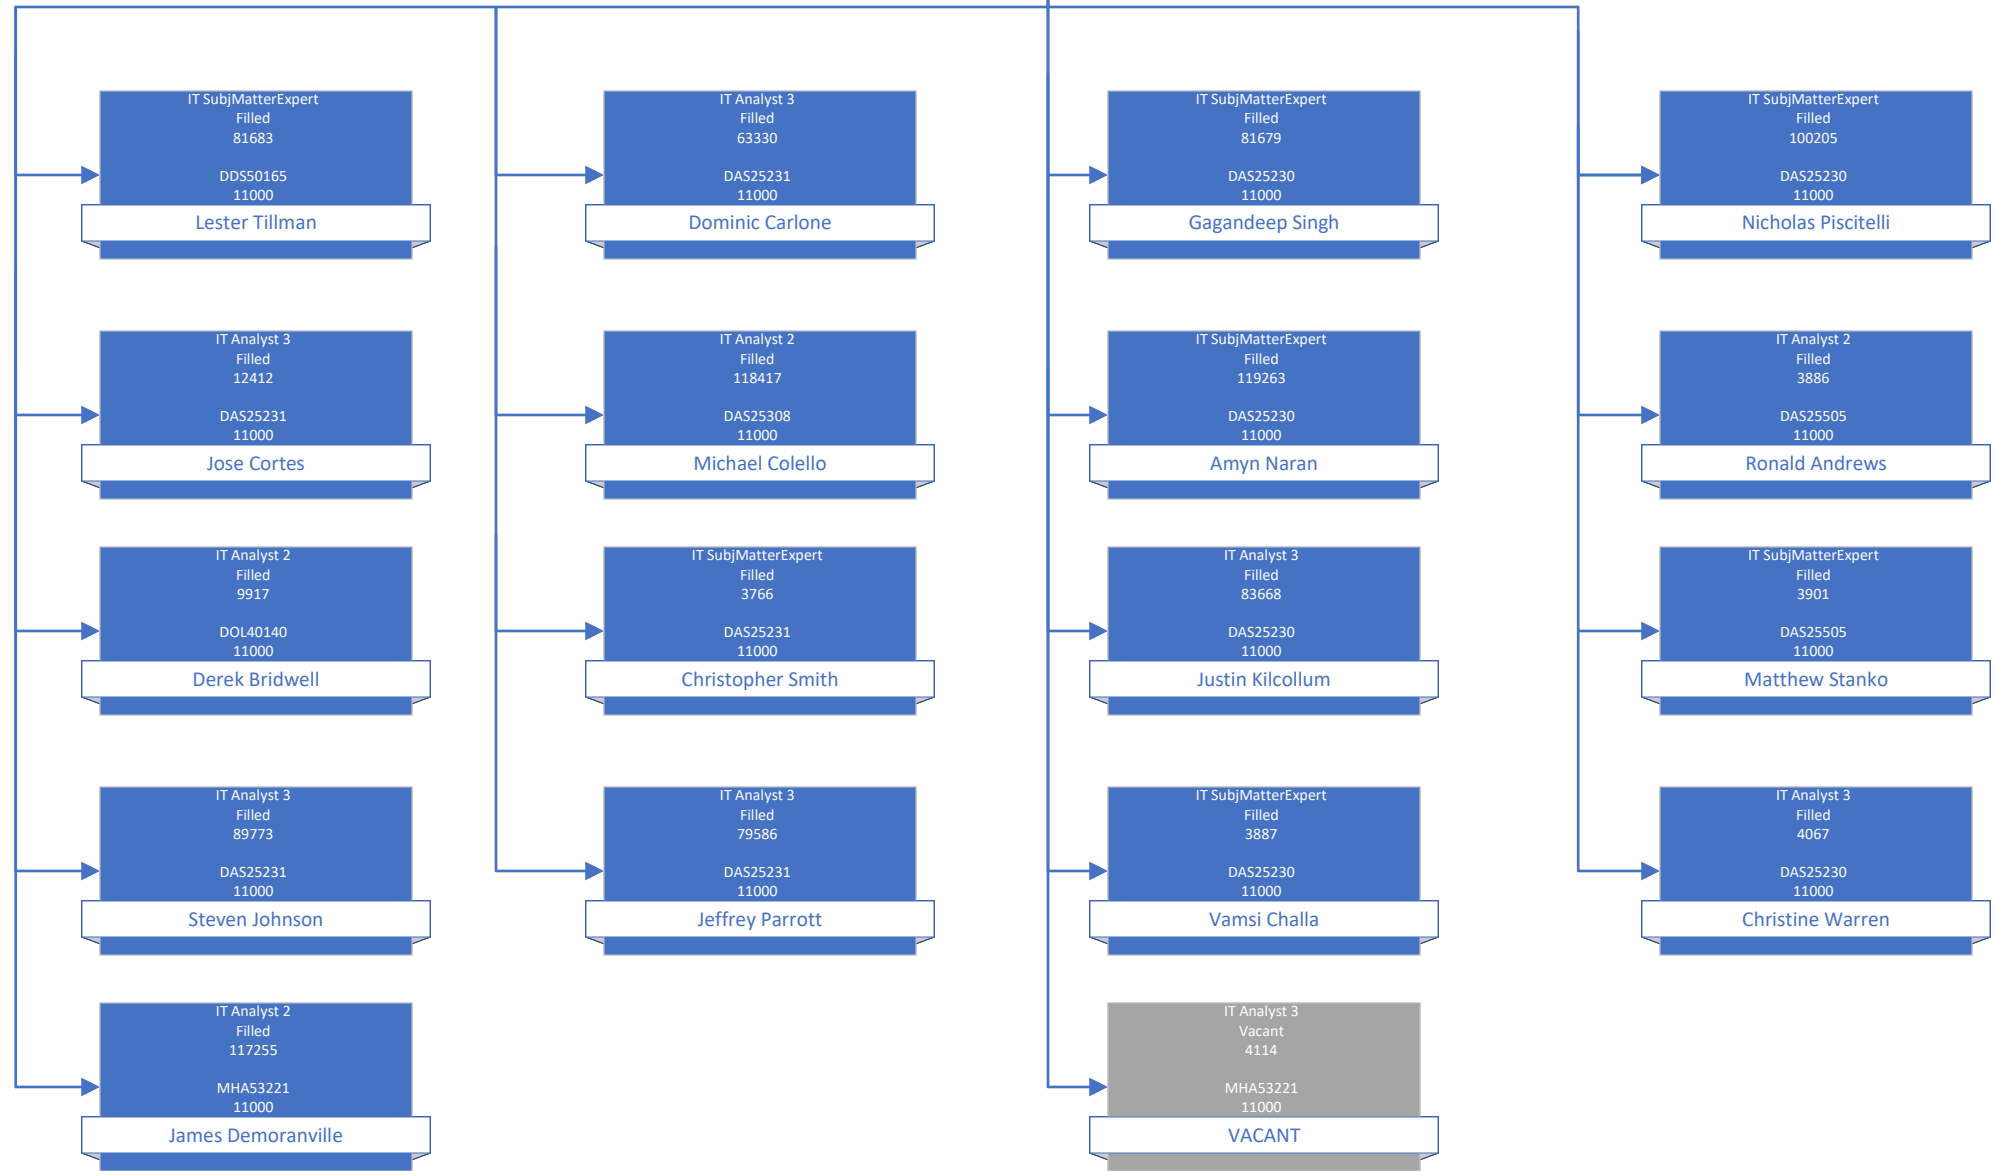 IT SubjMatterExpert
Filled
81683
DDS50165
11000
Lester Tillman
IT Analyst 3
Filled
63330
DAS25231
11000
Dominic Carlone
IT SubjMatterExpert
Filled
81679
DAS25230
11000
Gagandeep Singh
IT SubjMatterExpert
Filled
100205
DAS25230
11000
Nicholas Piscitelli
IT Analyst 3
Filled
12412
DAS25231
11000
Jose Cortes
IT Analyst 2
Filled
118417
DAS25308
11000
Michael Colello
IT SubjMatterExpert
Filled
119263
DAS25230
11000
Amyn Naran
IT Analyst 2
Filled
3886
DAS25505
11000
Ronald Andrews
IT Analyst 2
Filled
9917
DOL40140
11000
Derek Bridwell
IT SubjMatterExpert
Filled
3766
DAS25231
11000
Christopher Smith
IT Analyst 3
Filled
83668
DAS25230
11000
Justin Kilcollum
IT SubjMatterExpert
Filled
3901
DAS25505
11000
Matthew Stanko
IT Analyst 3
Filled
89773
DAS25231
11000
Steven Johnson
IT Analyst 3
Filled
79586
DAS25231
11000
Jeffrey Parrott
IT SubjMatterExpert
Filled
3887
DAS25230
11000
Vamsi Challa
IT Analyst 3
Filled
4067
DAS25230
11000
Christine Warren
IT Analyst 2
Filled
117255
MHA53221
11000
James Demoranville
IT Analyst 3
Vacant
4114
MHA53221
11000
VACANT